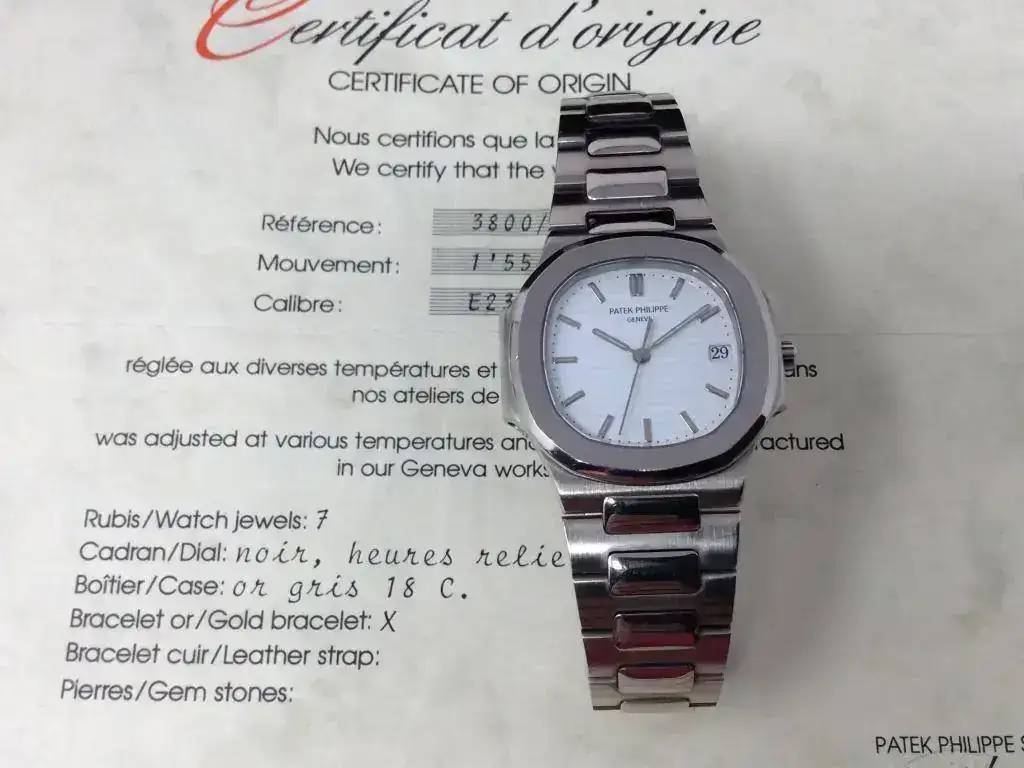 Certificat d'origine
CERTIFICATE OF ORIGIN
Nous certifions que la
We certify that the
Référence: 3800/
Mouvement: 1'55
Calibre: E23
PATEK PHILIPPE
GENEVE
29
réglée aux diverses températures et ans
nos ateliers de
was adjusted at various temperatures and actured
in our Geneva works
Rubis/Watch jewels: 7
Cadran/Dial: noir, heures relie
Boîtier/Case: or gris 18 C.
Bracelet or/Gold bracelet: X
Bracelet cuir/Leather strap:
Pierres/Gem stones:
PATEK PHILIPPE S